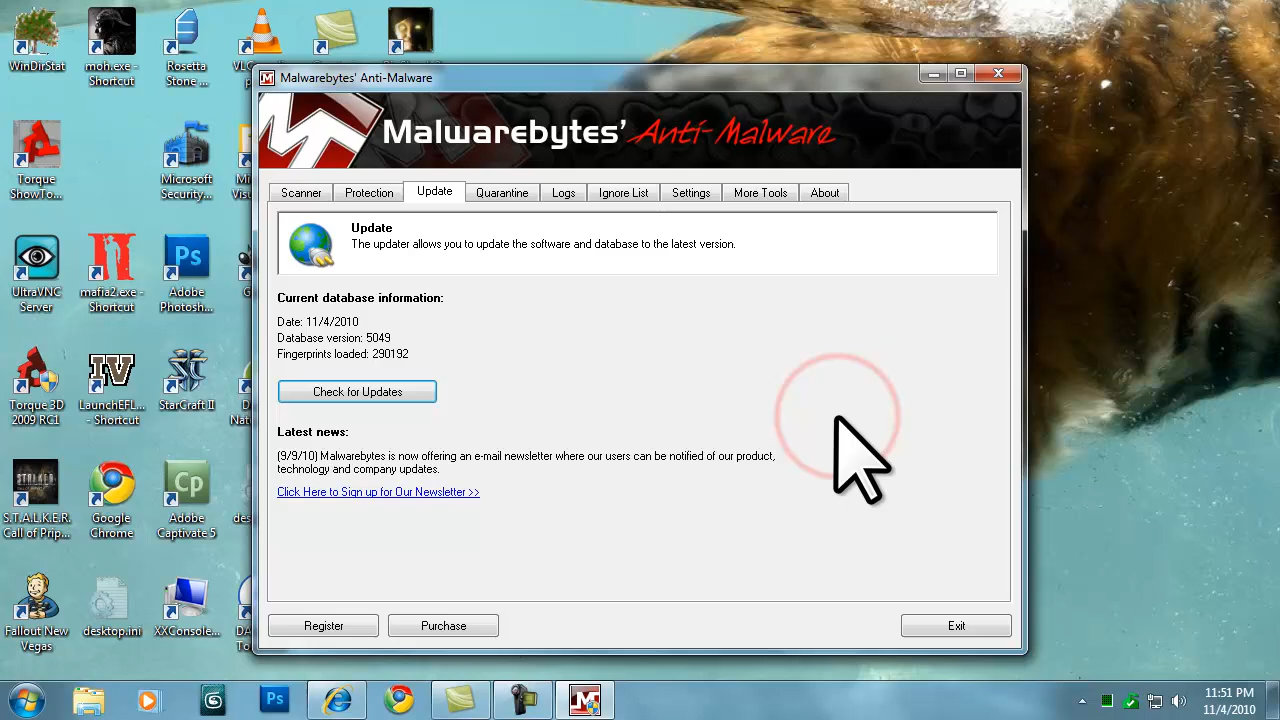 WinDirStat
moh.exe -
Shortcut
Rosetta
Stone ...
Malwarebytes' Anti-Malware
Malwarebytes' Anti-Malware
Scanner
Protection
Update
Quarantine
Logs
Ignore List
Settings
More Tools
About
Update
The updater allows you to update the software and database to the latest version.
Current database information:
Date: 11/4/2010
Database version: 5049
Fingerprints loaded: 290192
Check for Updates
Latest news:
(9/9/10) Malwarebytes is now offering an e-mail newsletter where our users can be notified of our product,
technology and company updates.
Click Here to Sign up for Our Newsletter >>
Register
Purchase
Exit
Torque
ShowTo...
Microsoft
Security...
UltraVNC
Server
mafia2.exe -
Shortcut
Ps
Adobe
Photosh...
Torque 3D
2009 RC1
IV
LaunchEFL...
- Shortcut
StarCraft II
S.T.A.L.K.E.R.
S.T.A.L.K.E.R.
Call of Prip...
Google
Chrome
Cp
Adobe
Captivate 5
Fallout New
Vegas
desktop.ini
XXConsole...
Ps
11:51 PM
11/4/2010